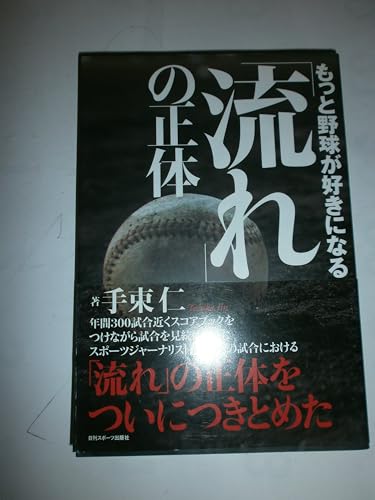 もっと野球が好きになる
「流れ」
の正体
著 手束 仁
年間300試合近くスコアブックを
つけながら試合を見続
スポーツジャーナリスト の試合における
「流れ」の正体を
ついにつきとめた
日刊スポーツ出版社